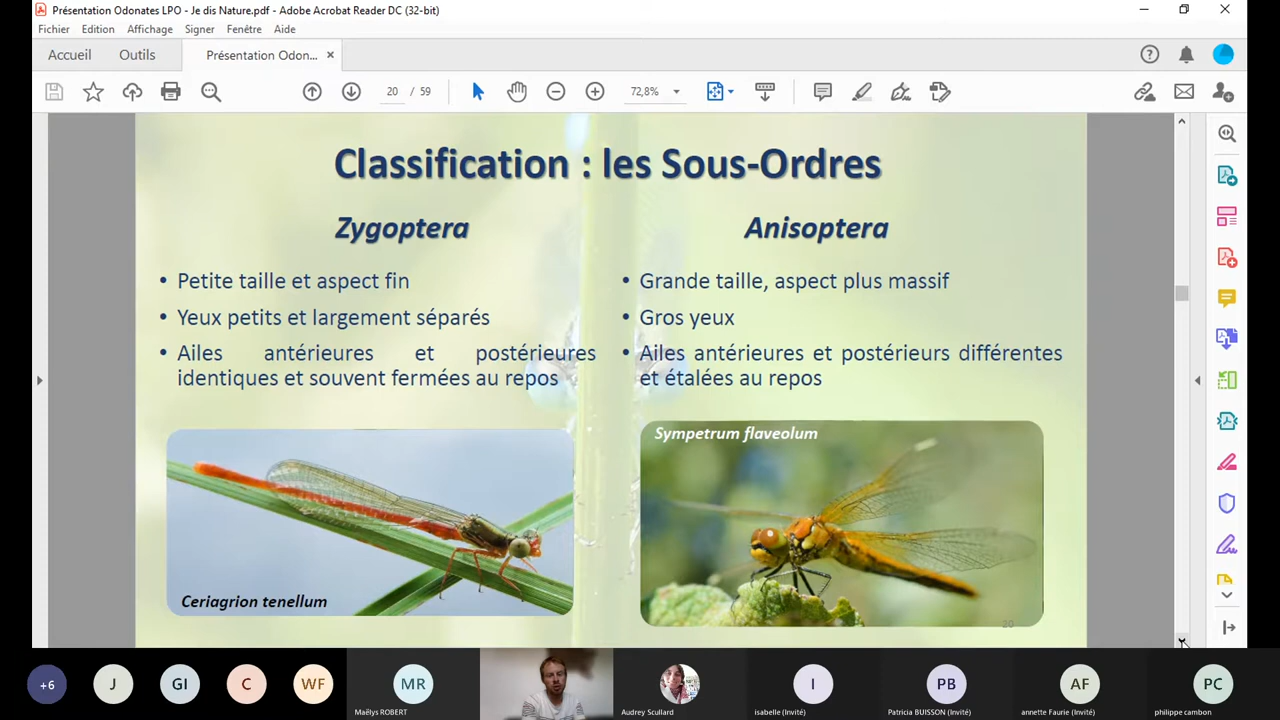 Présentation Odonates LPO - Je dis Nature.pdf - Adobe Acrobat Reader DC (32-bit)
Fichier Edition Affichage Signer Fenêtre Aide
Accueil Outils Présentation Odon... ×
20 / 59 72,8%
Classification : les Sous-Ordres
Zygoptera
• Petite taille et aspect fin
• Yeux petits et largement séparés
• Ailes antérieures et postérieures
identiques et souvent fermées au repos
Ceriagrion tenellum
Anisoptera
• Grande taille, aspect plus massif
• Gros yeux
• Ailes antérieures et postérieurs différentes
et étalées au repos
Sympetrum flaveolum
20
+6 J GI C WF MR I PB AF PC
Maëlys ROBERT Audrey Scullard isabelle (Invité) Patricia BUISSON (Invité) annette Faurie (Invité) philippe cambon